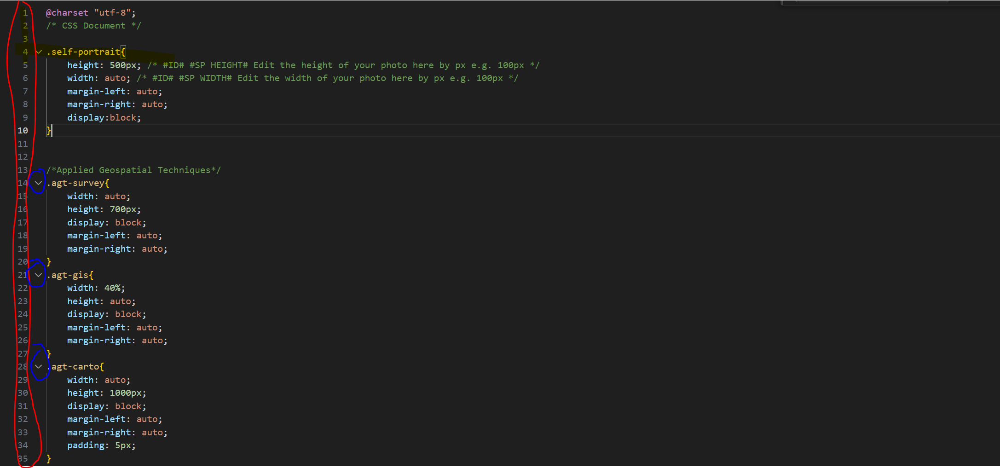 1 @charset "utf-8";
2 /* CSS Document */
3
4 .self-portrait{
5 height: 500px; /* #ID# #SP HEIGHT# Edit the height of your photo here by px e.g. 100px */
6 width: auto; /* #ID# #SP WIDTH# Edit the width of your photo here by px e.g. 100px */
7 margin-left: auto;
8 margin-right: auto;
9 display:block;
10 }
11
12
13 /*Applied Geospatial Techniques*/
14 .agt-survey{
15 width: auto;
16 height: 700px;
17 display: block;
18 margin-left: auto;
19 margin-right: auto;
20 }
21 .agt-gis{
22 width: 40%;
23 height: auto;
24 display: block;
25 margin-left: auto;
26 margin-right: auto;
27 }
28 .agt-carto{
29 width: auto;
30 height: 1000px;
31 display: block;
32 margin-left: auto;
33 margin-right: auto;
34 padding: 5px;
35 }